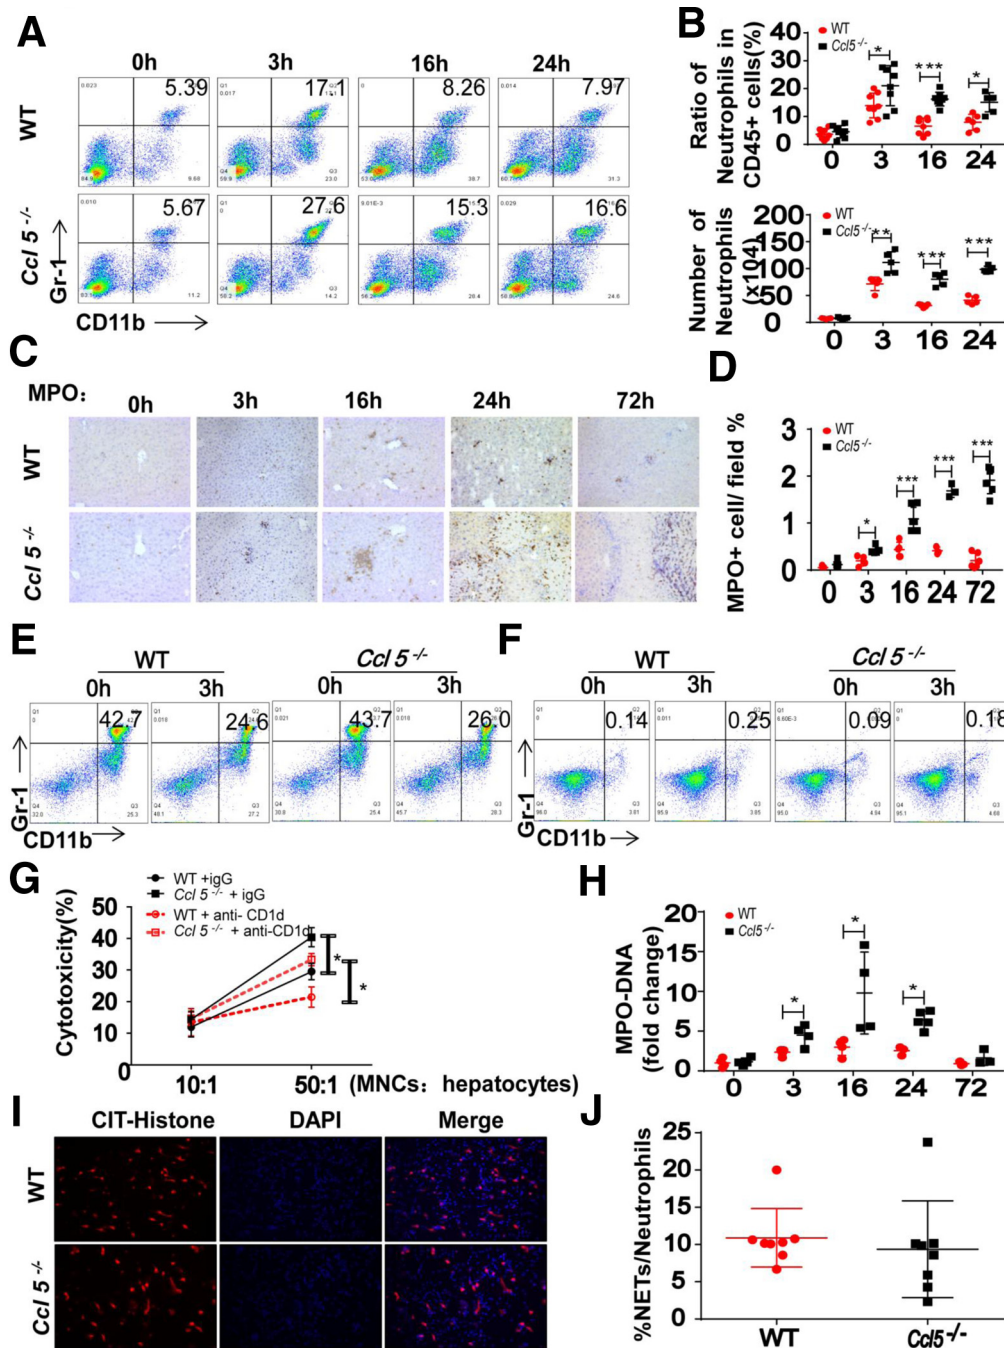 A
0h 3h 16h 24h
WT
5.39 17.1 8.26 7.97
Ccl 5 -/-
5.67 27.6 15.3 16.6
Gr-1
CD11b
B
Ratio of
Neutrophils in
CD45+ cells(%)
WT
Ccl5-/-
40
30
20
10
0
* *** *
0 3 16 24
Number of
Neutrophils
(x104)
WT
Ccl5-/-
200
150
100
50
0
** *** ***
0 3 16 24
C
MPO:
0h 3h 16h 24h 72h
WT
Ccl 5 -/-
D
MPO+ cell/ field %
WT
Ccl5-/-
3
2
1
0
* *** *** ***
0 3 16 24 72
E
WT Ccl 5 -/-
0h 3h 0h 3h
42.7 24.6 43.7 26.0
Gr-1
CD11b
F
WT Ccl 5 -/-
0h 3h 0h 3h
0.14 0.25 0.09
Gr-1
CD11b
G
WT +igG
Ccl 5 -/- + igG
WT + anti- CD1d
Ccl 5 -/- + anti-CD1d
Cytotoxicity(%)
50
40
30
20
10
0
* *
10:1 50:1 (MNCs: hepatocytes)
H
MPO-DNA
(fold change)
WT
Ccl5-/-
20
15
10
5
0
* * *
0 3 16 24 72
I
CIT-Histone DAPI Merge
WT
Ccl 5 -/-
J
%NETs/Neutrophils
25
20
15
10
5
0
WT Ccl5-/-